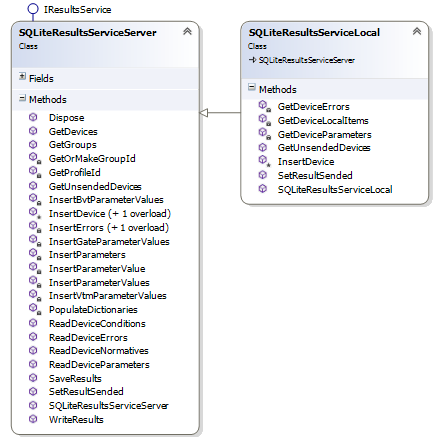 IResultsService
SQLiteResultsServiceServer
Class
Fields
Methods
Dispose
GetDevices
GetGroups
GetOrMakeGroupId
GetProfileId
GetUnsendedDevices
InsertBvtParameterValues
InsertDevice (+ 1 overload)
InsertErrors (+ 1 overload)
InsertGateParameterValues
InsertParameters
InsertParameterValue
InsertParameterValues
InsertVtmParameterValues
PopulateDictionaries
ReadDeviceConditions
ReadDeviceErrors
ReadDeviceNormatives
ReadDeviceParameters
SaveResults
SetResultSended
SQLiteResultsServiceServer
WriteResults
SQLiteResultsServiceLocal
Class
SQLiteResultsServiceServer
Methods
GetDeviceErrors
GetDeviceLocalItems
GetDeviceParameters
GetUnsendedDevices
InsertDevice
SetResultSended
SQLiteResultsServiceLocal